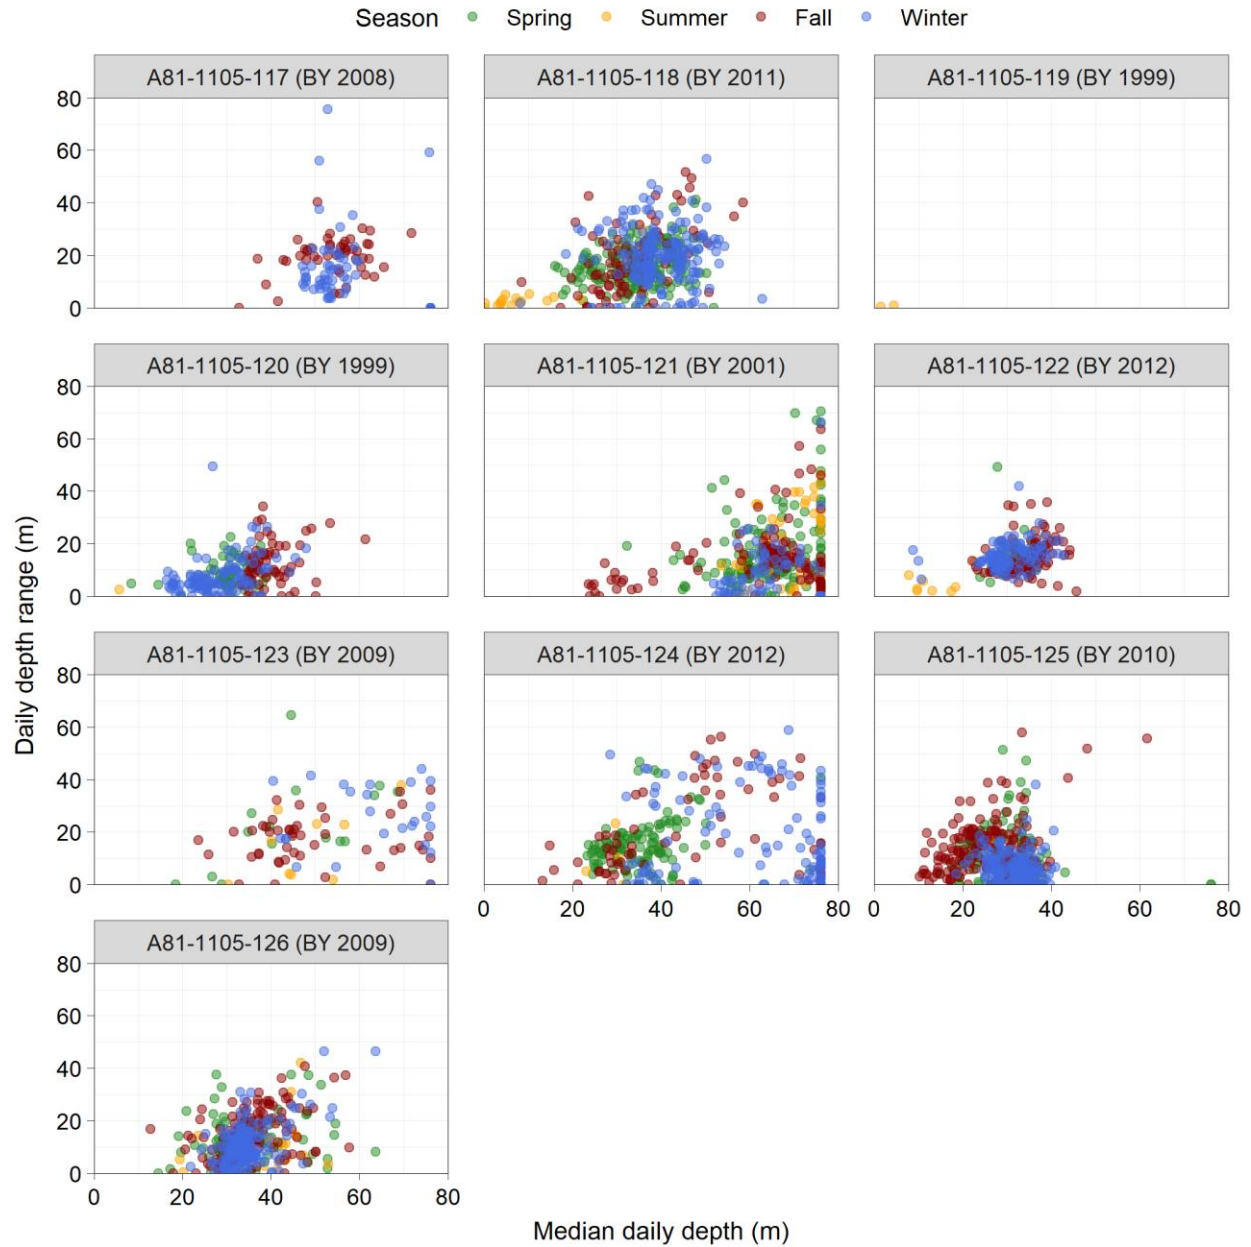 Season Spring Summer Fall Winter
A81-1105-117 (BY 2008) A81-1105-118 (BY 2011) A81-1105-119 (BY 1999)
80
60
40
20
0
A81-1105-120 (BY 1999) A81-1105-121 (BY 2001) A81-1105-122 (BY 2012)
80
60
40
20
0
Daily depth range (m)
A81-1105-123 (BY 2009) A81-1105-124 (BY 2012) A81-1105-125 (BY 2010)
80
60
40
20
0
0 20 40 60 80 0 20 40 60 80
A81-1105-126 (BY 2009)
80
60
40
20
0
0 20 40 60 80
Median daily depth (m)